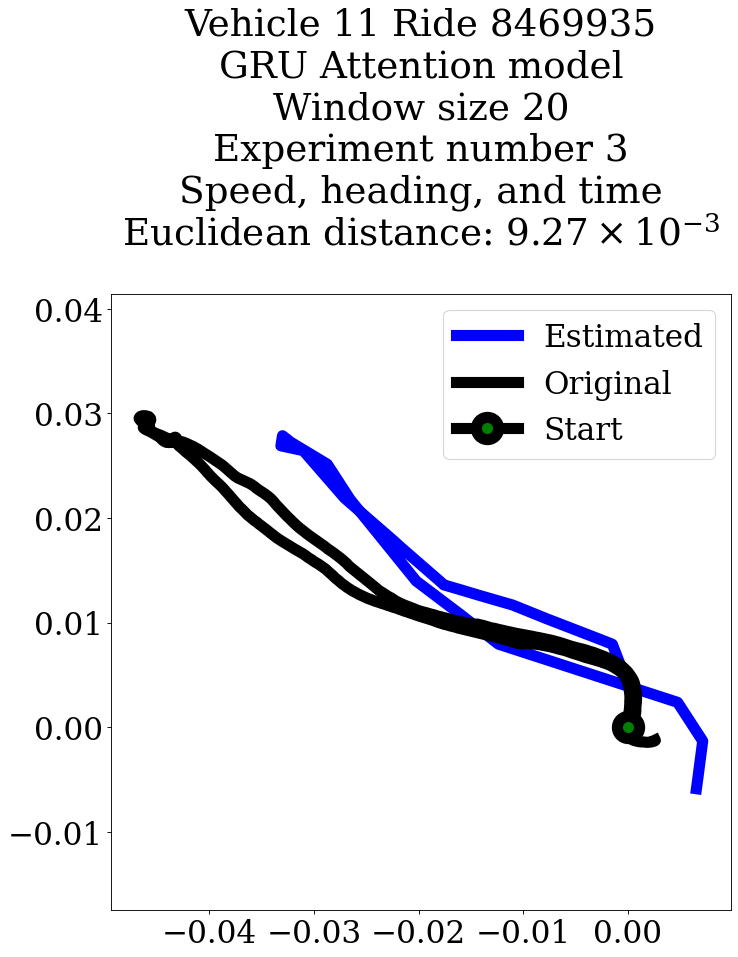 Vehicle 11 Ride 8469935
GRU Attention model
Window size 20
Experiment number 3
Speed, heading, and time
Euclidean distance: 9.27 × 10⁻³
Estimated
Original
Start
0.04
0.03
0.02
0.01
0.00
−0.01
−0.04 −0.03 −0.02 −0.01 0.00